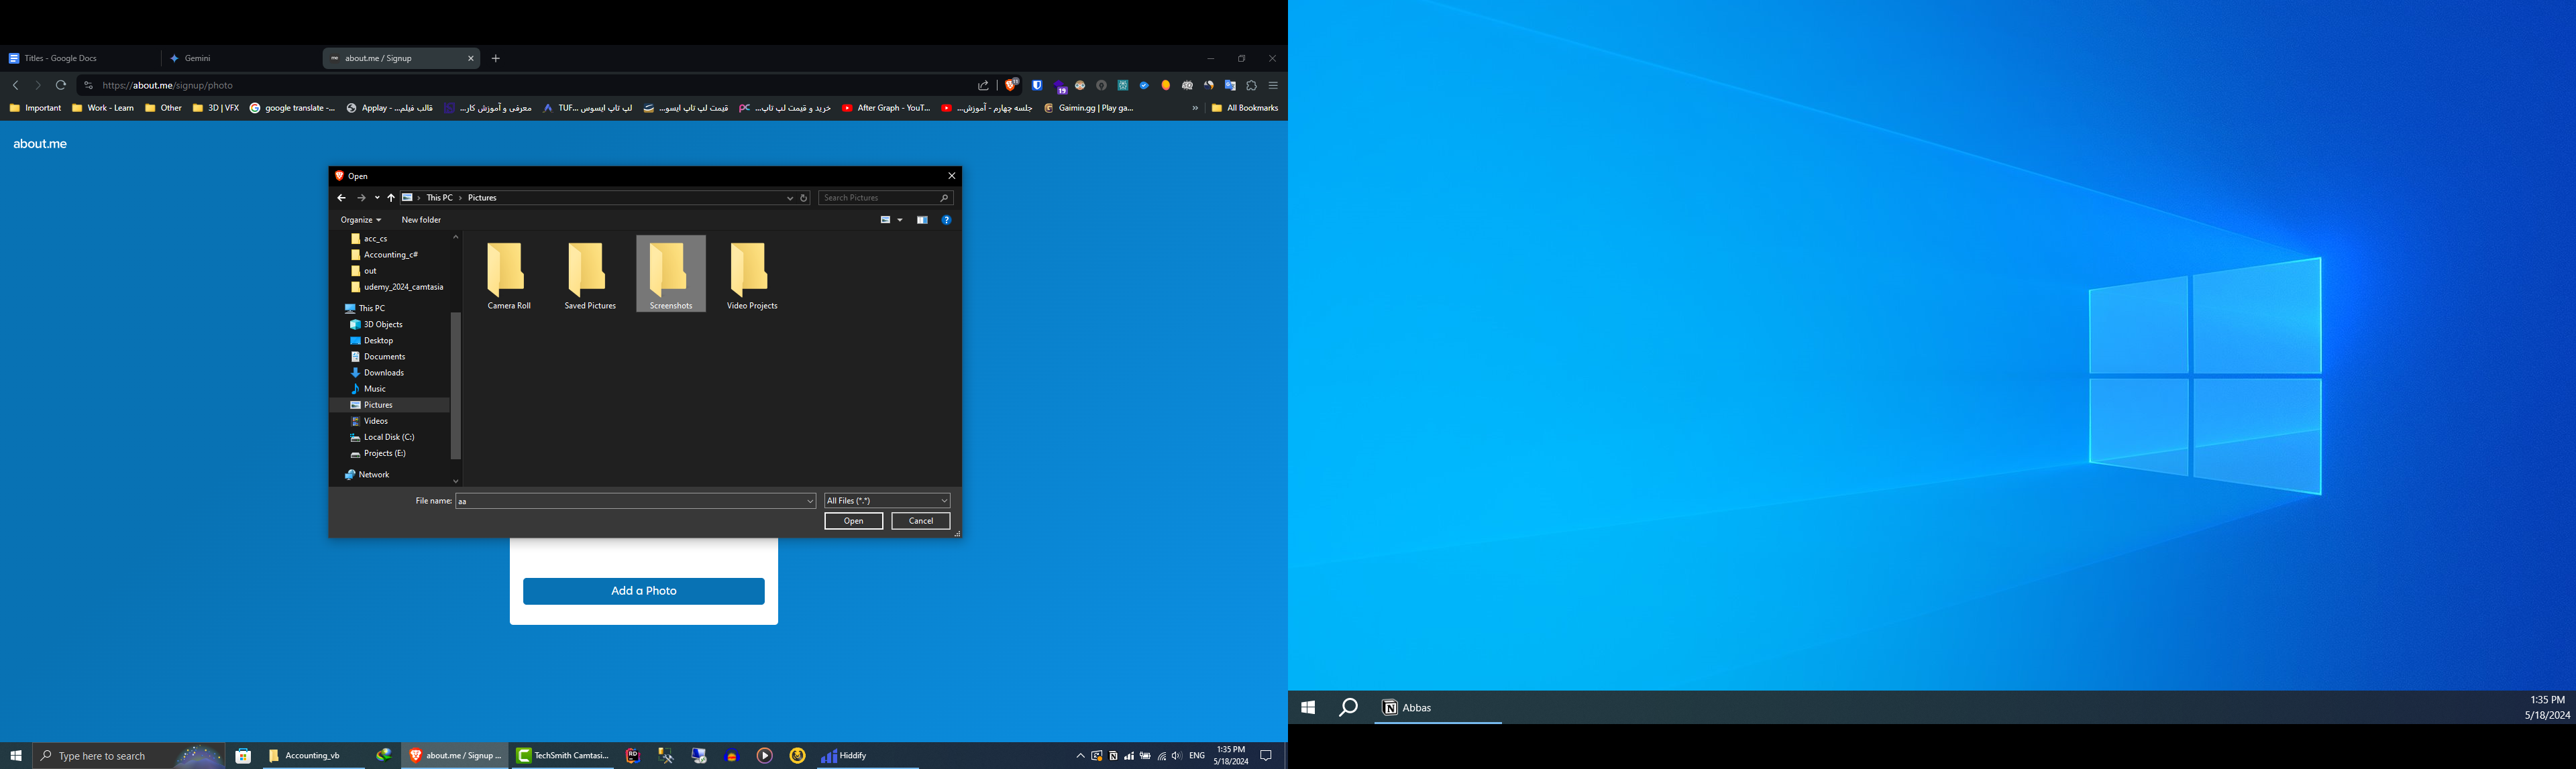 Titles - Google Docs
Gemini
about.me / Signup
https://about.me/signup/photo
19
Important
Work - Learn
Other
3D | VFX
google translate -...
Applay - ...قالب فیلم
معرفی و آموزش کار...
TUF... لپ تاپ ایسوس
قیمت لپ تاپ ایسو...
خرید و قیمت لپ تاپ...
After Graph - YouT...
جلسه چهارم - آموزش...
Gaimin.gg | Play ga...
All Bookmarks
about.me
Open
This PC
Pictures
Search Pictures
Organize
New folder
acc_cs
Accounting_c#
out
udemy_2024_camtasia
This PC
3D Objects
Desktop
Documents
Downloads
Music
Pictures
Videos
Local Disk (C:)
Projects (E:)
Network
Camera Roll
Saved Pictures
Screenshots
Video Projects
File name:
aa
All Files (*.*)
Open
Cancel
Add a Photo
Type here to search
Accounting_vb
about.me / Signup ...
TechSmith Camtasi...
Hiddify
ENG
1:35 PM
5/18/2024
Abbas
1:35 PM
5/18/2024